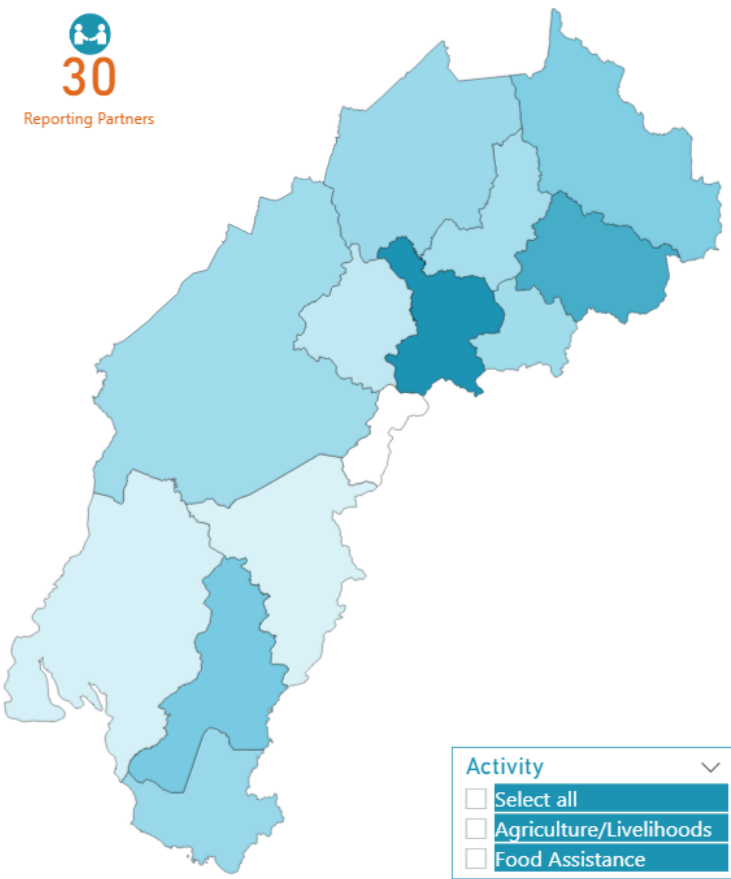 30
Reporting Partners
Activity
Select all
Agriculture/Livelihoods
Food Assistance